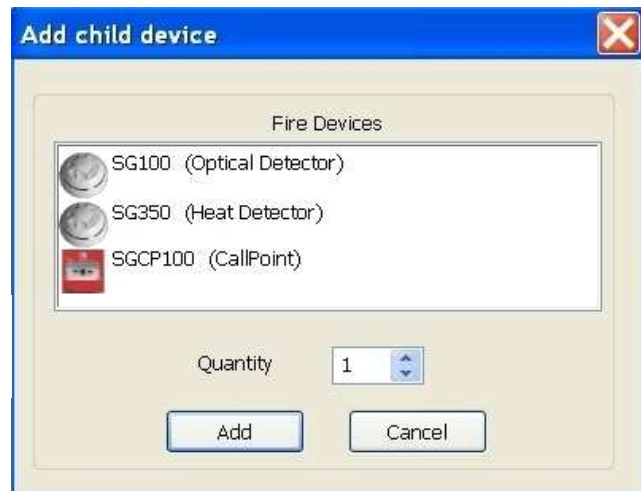 Add child device
Fire Devices
SG100 (Optical Detector)
SG350 (Heat Detector)
SGCP100 (CallPoint)
Quantity 1
Add Cancel